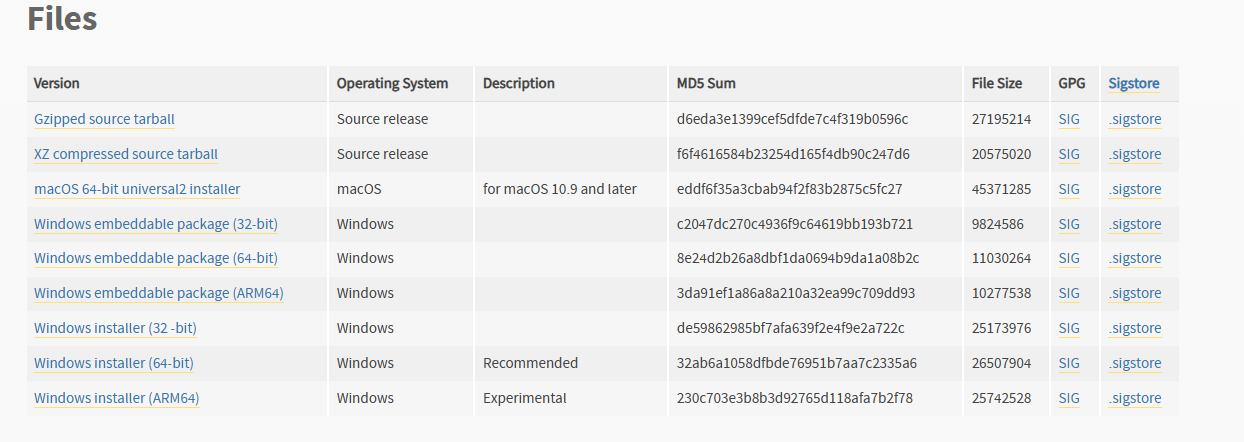 Files
Version Operating System Description MD5 Sum File Size GPG Sigstore
Gzipped source tarball Source release d6eda3e1399cef5dfde7c4f319b0596c 27195214 SIG .sigstore
XZ compressed source tarball Source release f6f4616584b23254d165f4db90c247d6 20575020 SIG .sigstore
macOS 64-bit universal2 installer macOS for macOS 10.9 and later eddf6f35a3cbab94f2f83b2875c5fc27 45371285 SIG .sigstore
Windows embeddable package (32-bit) Windows c2047dc270c4936f9c64619bb193b721 9824586 SIG .sigstore
Windows embeddable package (64-bit) Windows 8e24d2b26a8dbf1da0694b9da1a08b2c 11030264 SIG .sigstore
Windows embeddable package (ARM64) Windows 3da91ef1a86a8a210a32ea99c709dd93 10277538 SIG .sigstore
Windows installer (32 -bit) Windows de59862985bf7afa639f2e4f9e2a722c 25173976 SIG .sigstore
Windows installer (64-bit) Windows Recommended 32ab6a1058dfbde76951b7aa7c2335a6 26507904 SIG .sigstore
Windows installer (ARM64) Windows Experimental 230c703e3b8b3d92765d118afa7b2f78 25742528 SIG .sigstore